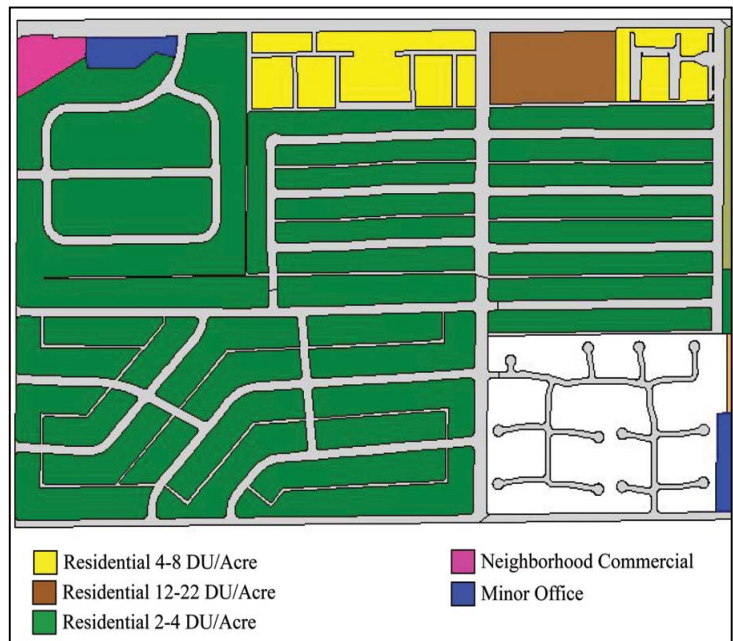 Residential 4-8 DU/Acre
Residential 12-22 DU/Acre
Residential 2-4 DU/Acre
Neighborhood Commercial
Minor Office